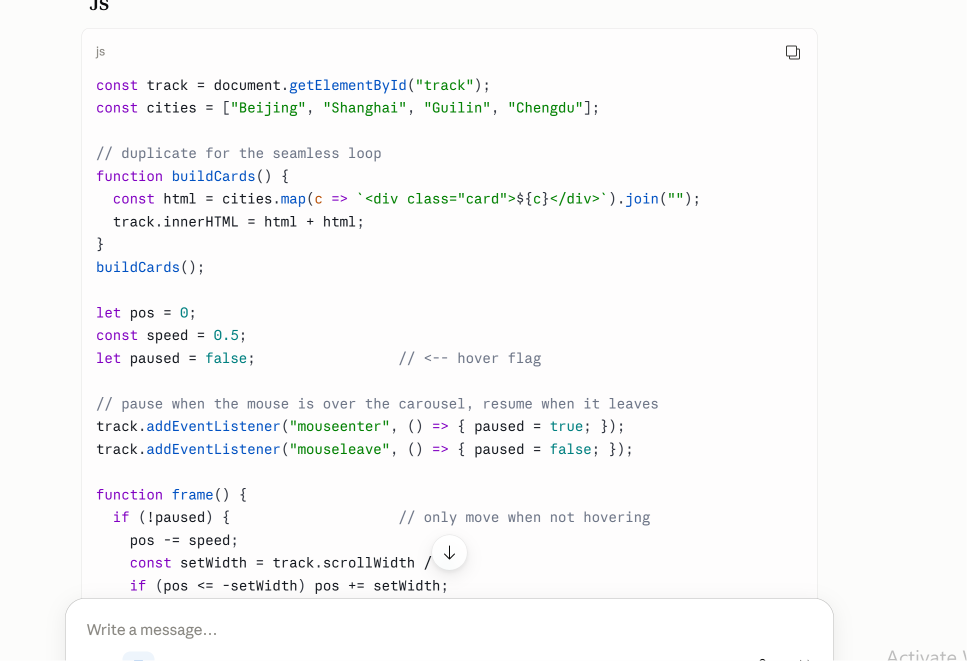 JS
js
const track = document.getElementById("track");
const cities = ["Beijing", "Shanghai", "Guilin", "Chengdu"];
// duplicate for the seamless loop
function buildCards() {
  const html = cities.map(c => `<div class="card">${c}</div>`).join("");
  track.innerHTML = html + html;
}
buildCards();
let pos = 0;
const speed = 0.5;
let paused = false;                 // <-- hover flag
// pause when the mouse is over the carousel, resume when it leaves
track.addEventListener("mouseenter", () => { paused = true; });
track.addEventListener("mouseleave", () => { paused = false; });
function frame() {
  if (!paused) {                    // only move when not hovering
    pos -= speed;
    const setWidth = track.scrollWidth /
    if (pos <= -setWidth) pos += setWidth;
Write a message...
Activate